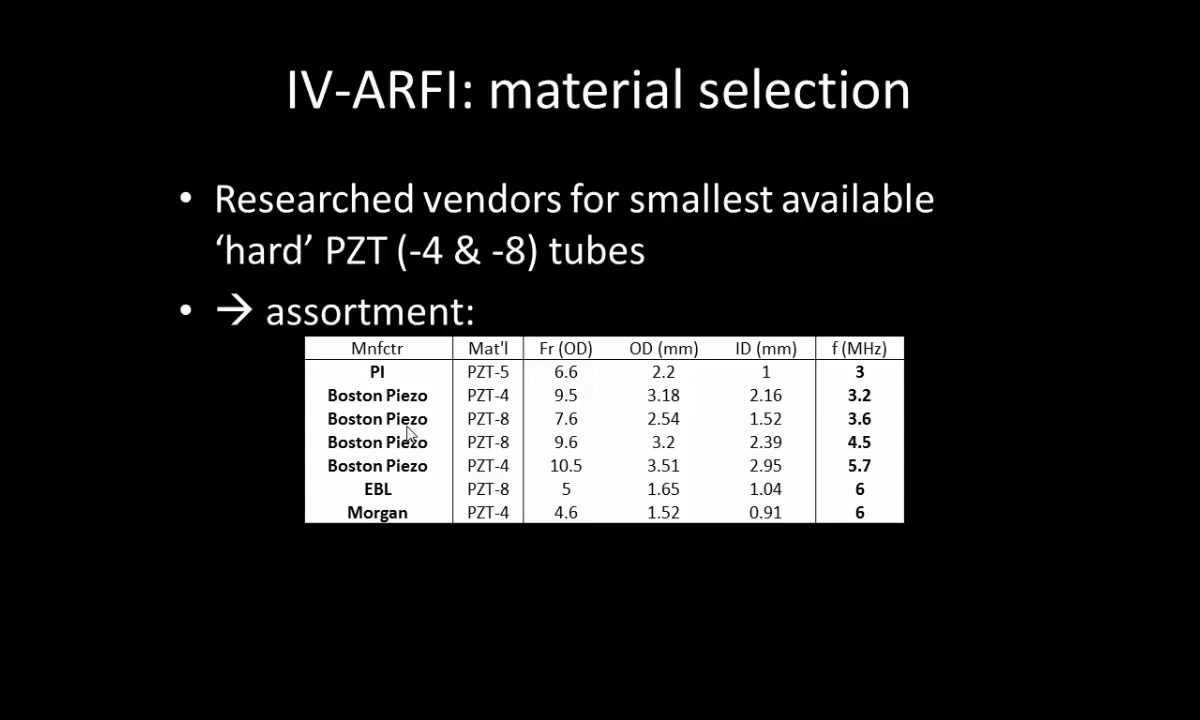 IV-ARFI: material selection
• Researched vendors for smallest available
‘hard’ PZT (-4 & -8) tubes
• → assortment:
Mnfctr Mat'l Fr (OD) OD (mm) ID (mm) f (MHz)
PI PZT-5 6.6 2.2 1 3
Boston Piezo PZT-4 9.5 3.18 2.16 3.2
Boston Piezo PZT-8 7.6 2.54 1.52 3.6
Boston Piezo PZT-8 9.6 3.2 2.39 4.5
Boston Piezo PZT-4 10.5 3.51 2.95 5.7
EBL PZT-8 5 1.65 1.04 6
Morgan PZT-4 4.6 1.52 0.91 6